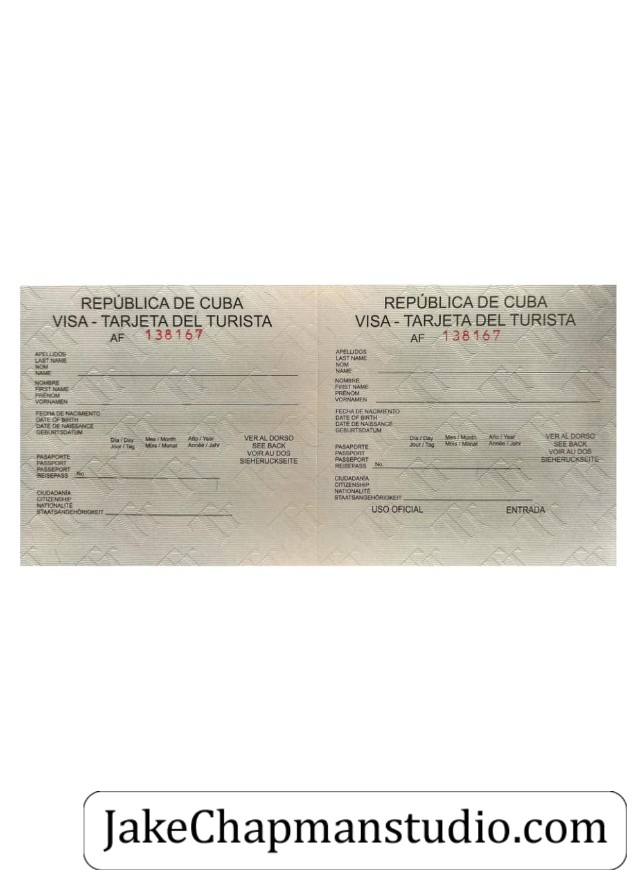 REPÚBLICA DE CUBA
VISA - TARJETA DEL TURISTA
AF 138167
APELLIDOS
LAST NAME
NOM
NAME
NOMBRE
FIRST NAME
PRÉNOM
VORNAMEN
FECHA DE NACIMIENTO
DATE OF BIRTH
DATE DE NAISSANCE
GEBURTSDATUM
Día / Day Mes / Month Año / Year
Jour / Tag Mois / Monat Année / Jahr
VER AL DORSO
SEE BACK
VOIR AU DOS
SIEHERUCKSEITE
PASAPORTE
PASSPORT
PASSEPORT
REISEPASS No.
CIUDADANÍA
CITIZENSHIP
NATIONALITÉ
STAATSANGEHÖRIGKEIT
REPÚBLICA DE CUBA
VISA - TARJETA DEL TURISTA
AF 138167
APELLIDOS
LAST NAME
NOM
NAME
NOMBRE
FIRST NAME
PRÉNOM
VORNAMEN
FECHA DE NACIMIENTO
DATE OF BIRTH
DATE DE NAISSANCE
GEBURTSDATUM
Día / Day Mes / Month Año / Year
Jour / Tag Mois / Monat Année / Jahr
VER AL DORSO
SEE BACK
VOIR AU DOS
SIEHERUCKSEITE
PASAPORTE
PASSPORT
PASSEPORT
REISEPASS No.
CIUDADANÍA
CITIZENSHIP
NATIONALITÉ
STAATSANGEHÖRIGKEIT
USO OFICIAL ENTRADA
JakeChapmanstudio.com